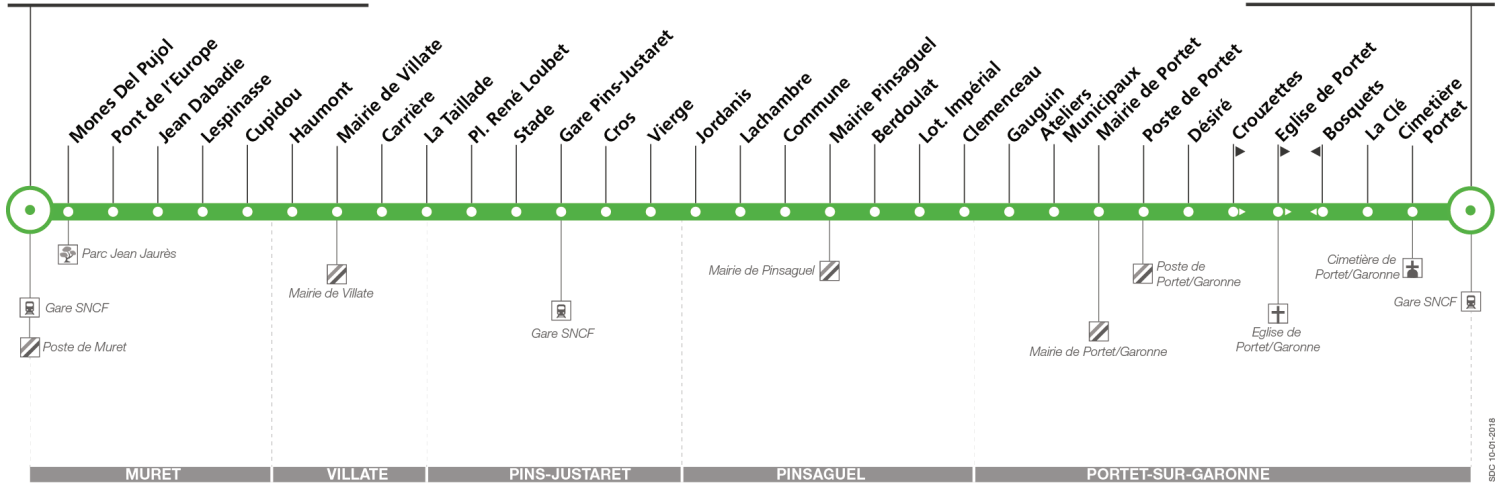 Mones Del Pujol
Pont de l'Europe
Jean Dabadie
Lespinasse
Cupidou
Haumont
Mairie de Villate
Carrière
La Taillade
Pl. René Loubet
Stade
Gare Pins-Justaret
Cros
Vierge
Jordanis
Lachambre
Commune
Mairie Pinsaguel
Berdoulat
Lot. Impérial
Clemenceau
Gauguin
Ateliers
Municipaux
Mairie de Portet
Poste de Portet
Désiré
Crouzettes
Eglise de Portet
Bosquets
La Clé
Cimetière
Portet
Parc Jean Jaurès
Gare SNCF
Poste de Muret
Mairie de Villate
Gare SNCF
Mairie de Pinsaguel
Mairie de Portet/Garonne
Poste de
Portet/Garonne
Eglise de
Portet/Garonne
Cimetière de
Portet/Garonne
Gare SNCF
MURET
VILLATE
PINS-JUSTARET
PINSAGUEL
PORTET-SUR-GARONNE
SDC 10-01-2018